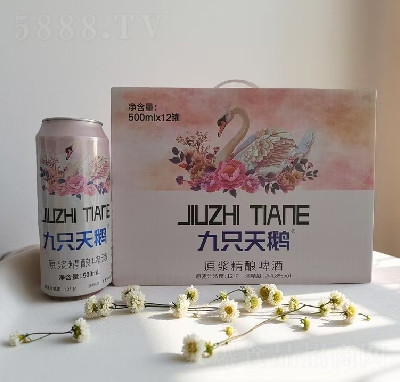 5888.TV
净含量:
500ml×12罐
JIUZHI TIANE
九只天鹅
原浆精酿啤酒
JIUZHI TIANE
九只天鹅
原浆精酿啤酒
净含量:500ml